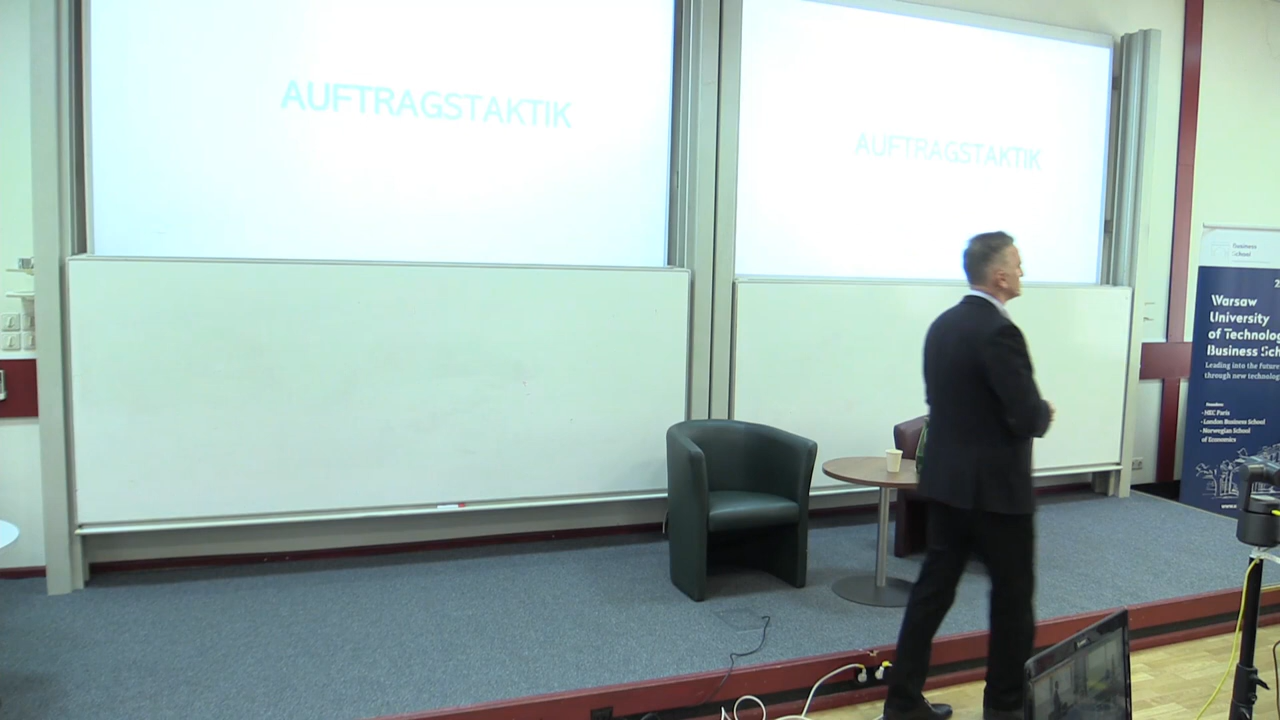 AUFTRAGSTAKTIK
AUFTRAGSTAKTIK
Business
School
Warsaw
University
of Technolog
Business Sch
Leading into the Future
through new technolog
- HEC Paris
- London Business School
- Norwegian School
of Economics